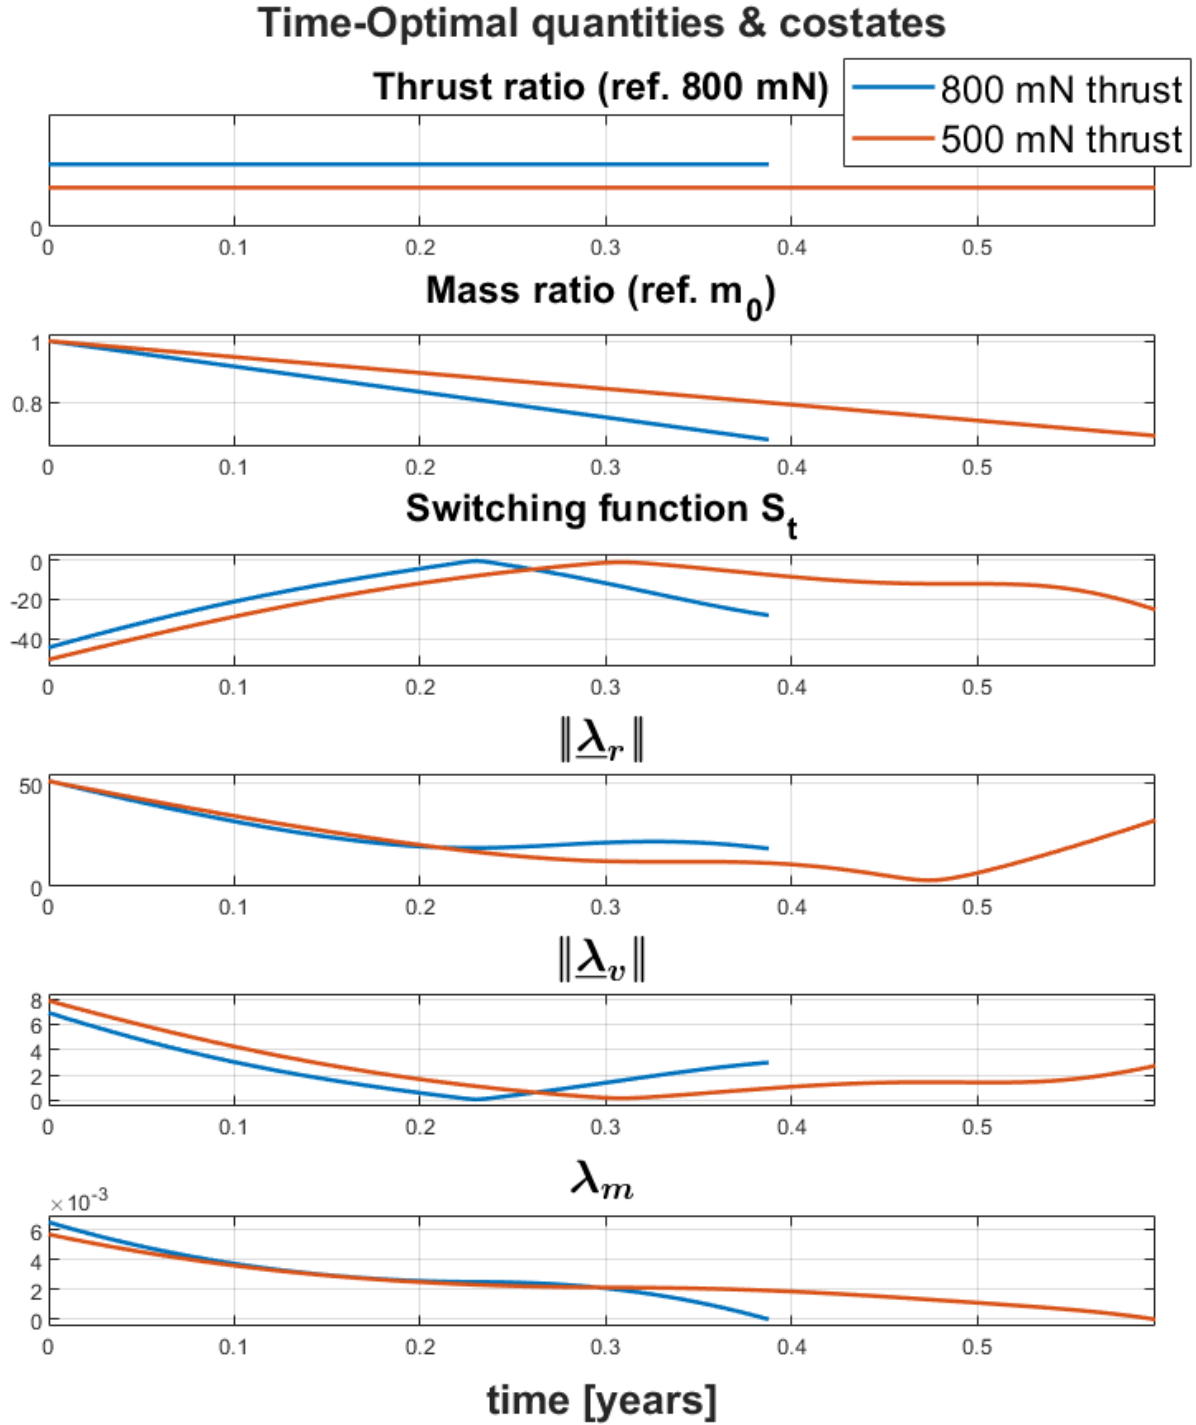 Time-Optimal quantities & costates
Thrust ratio (ref. 800 mN)
800 mN thrust
500 mN thrust
0
0 0.1 0.2 0.3 0.4 0.5
Mass ratio (ref. m₀)
1
0.8
0 0.1 0.2 0.3 0.4 0.5
Switching function Sₜ
0
-20
-40
0 0.1 0.2 0.3 0.4 0.5
‖λ̲ᵣ‖
50
0
0 0.1 0.2 0.3 0.4 0.5
‖λ̲ᵥ‖
8
6
4
2
0
0 0.1 0.2 0.3 0.4 0.5
λₘ
×10⁻³
6
4
2
0
0 0.1 0.2 0.3 0.4 0.5
time [years]